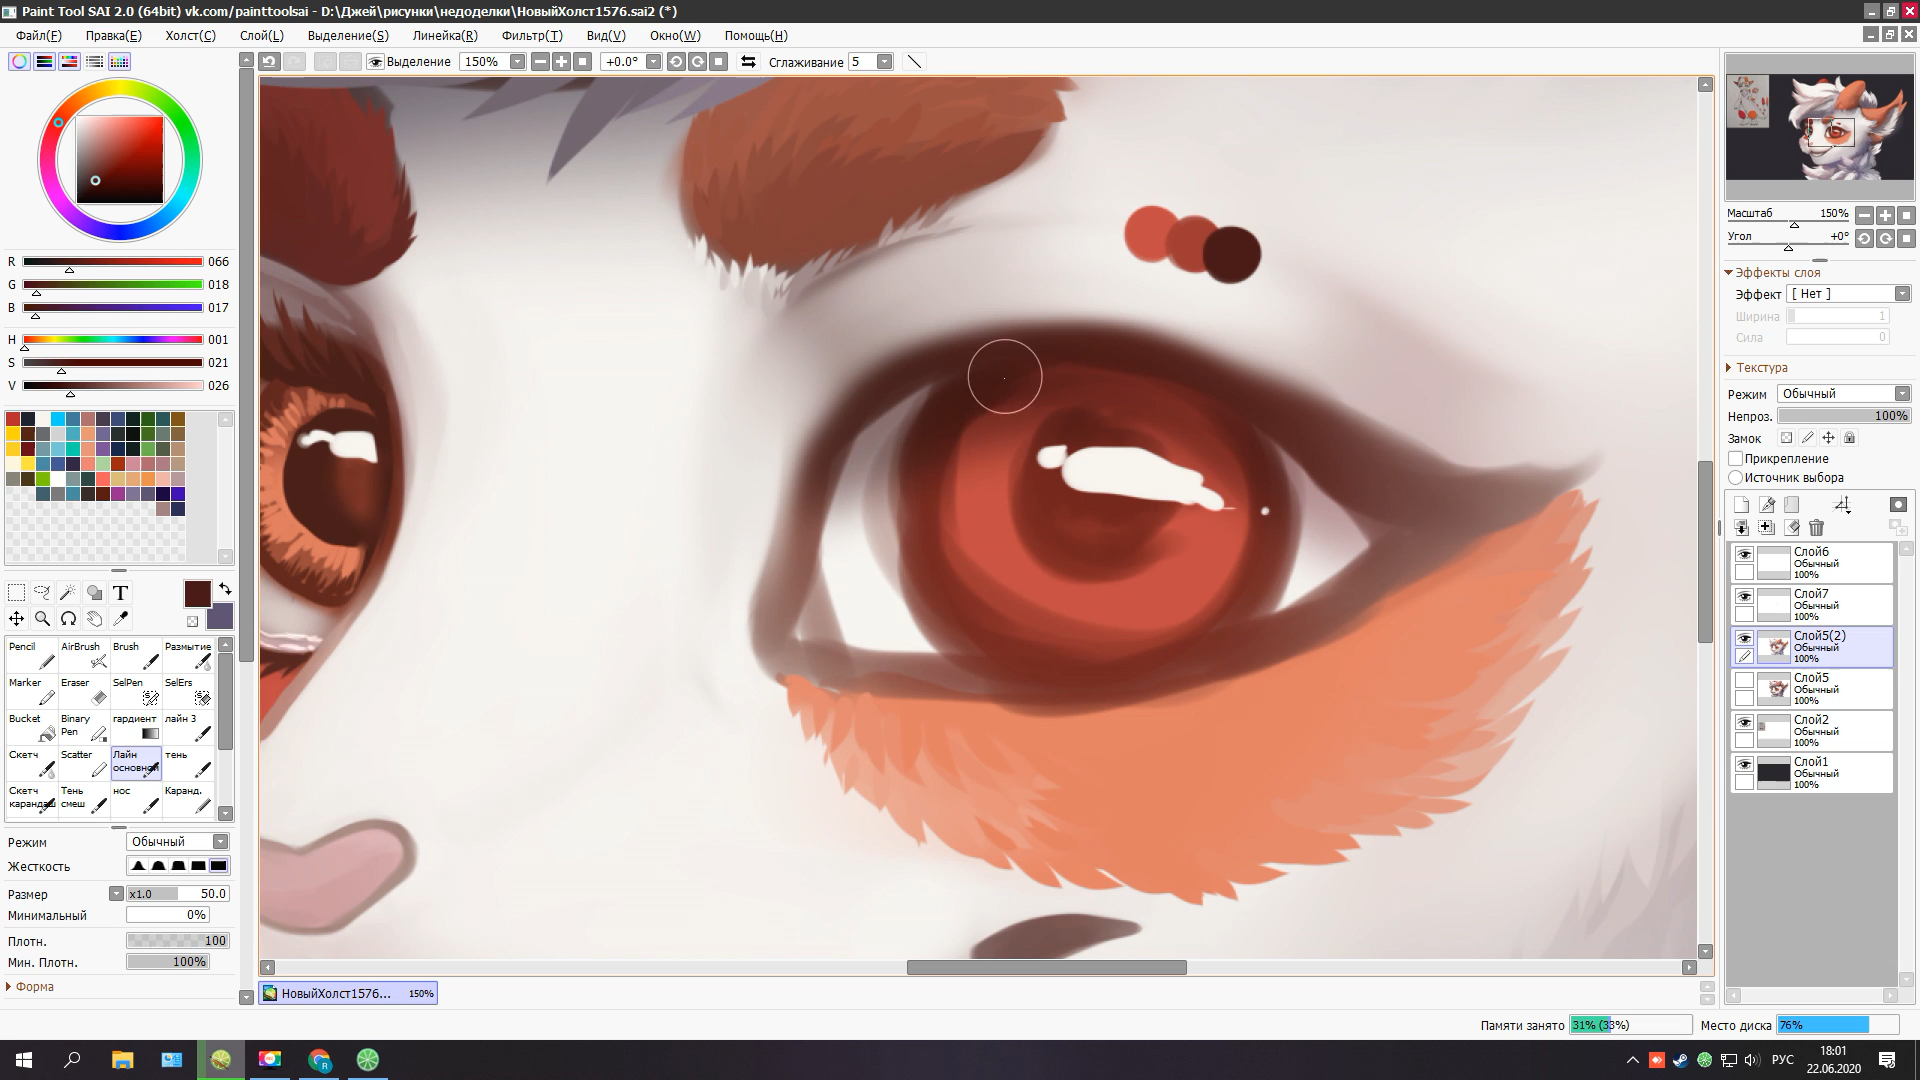 Paint Tool SAI 2.0 (64bit) vk.com/painttoolsai - D:\Джей\рисунки\недоделки\НовыйХолст1576.sai2 (*)
Файл(F) Правка(E) Холст(C) Слой(L) Выделение(S) Линейка(R) Фильтр(T) Вид(V) Окно(W) Помощь(H)
Выделение 150% +0.0° Сглаживание 5
R 066
G 018
B 017
H 001
S 021
V 026
T
Pencil AirBrush Brush Размытие
Marker Eraser SelPen SelErs
Bucket Binary Pen гардиент лайн 3
Скетч Scatter Лайн основной тень
Скетч карандаш Тень смеш нос Каранд.
Режим Обычный
Жесткость
Размер x1.0 50.0
Минимальный 0%
Плотн. 100
Мин. Плотн. 100%
Форма
НовыйХолст1576... 150%
Масштаб 150%
Угол +0°
Эффекты слоя
Эффект [ Нет ]
Ширина 1
Сила 0
Текстура
Режим Обычный
Непроз. 100%
Замок
Прикрепление
Источник выбора
Слой6
Обычный
100%
Слой7
Обычный
100%
Слой5(2)
Обычный
100%
Слой5
Обычный
100%
Слой2
Обычный
100%
Слой1
Обычный
100%
Памяти занято 31% (33%) Место диска 76%
R
РУС
18:01
22.06.2020